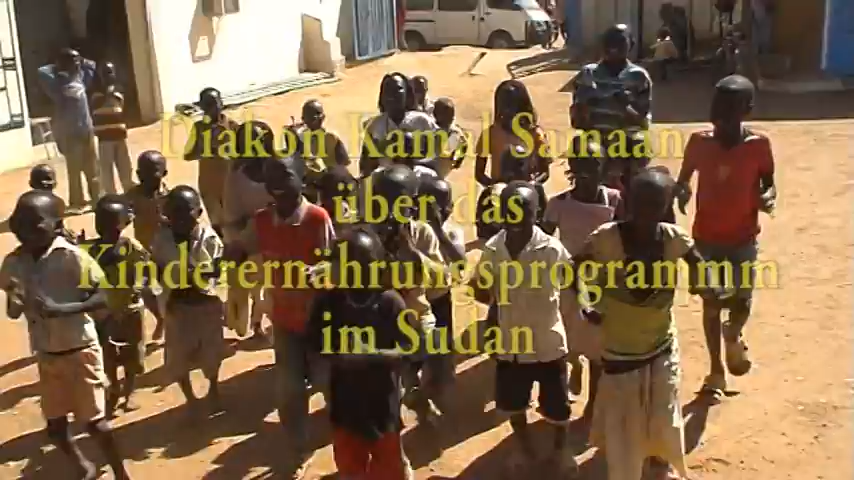 Diakon Kamal Samaan
über das
Kinderernährungsprogramm
im Sudan